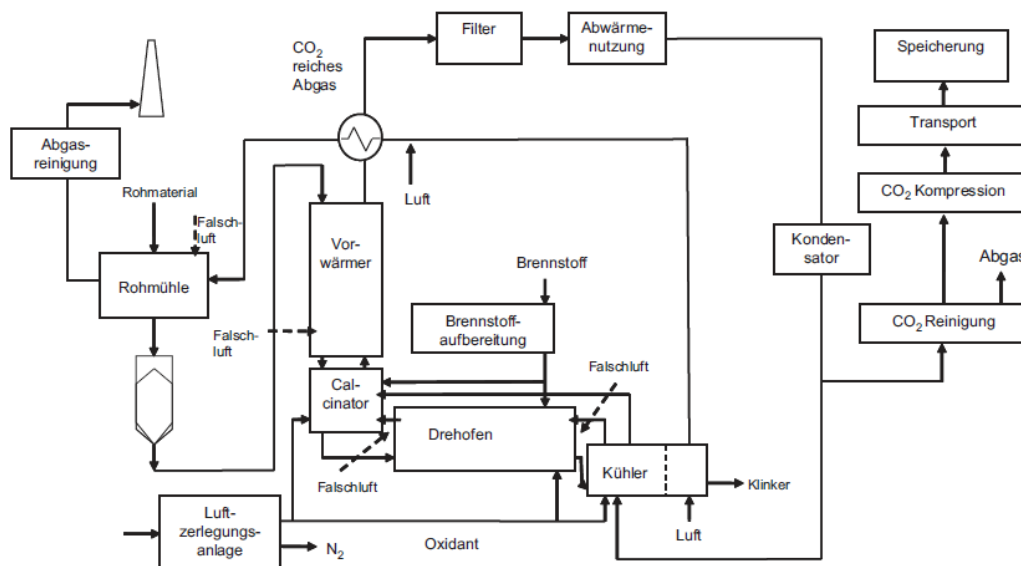 Filter
Abwärme-
nutzung
CO2
reiches
Abgas
Speicherung
Transport
Abgas-
reinigung
Rohmaterial
Falsch-
luft
Luft
CO2 Kompression
Vor-
wärmer
Konden-
sator
Abgas
Rohmühle
Brennstoff
Brennstoff-
aufbereitung
CO2 Reinigung
Falsch-
luft
Falschluft
Cal-
cinator
Drehofen
Kühler
Klinker
Falschluft
Luft-
zerlegungs-
anlage
N2
Oxidant
Luft